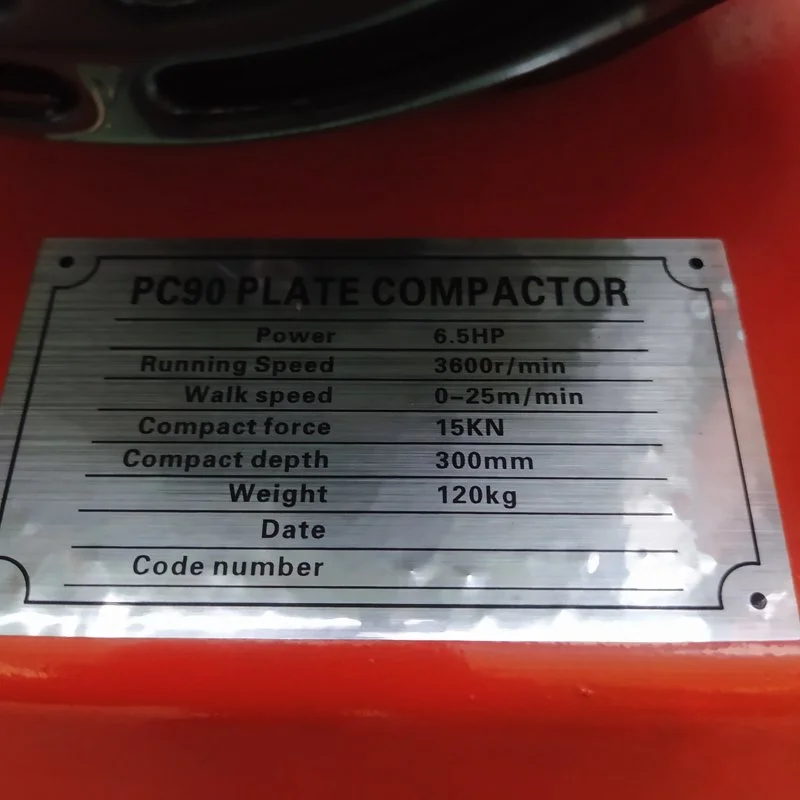 PC90 PLATE COMPACTOR
Power 6.5HP
Running Speed 3600r/min
Walk speed 0-25m/min
Compact force 15KN
Compact depth 300mm
Weight 120kg
Date
Code number